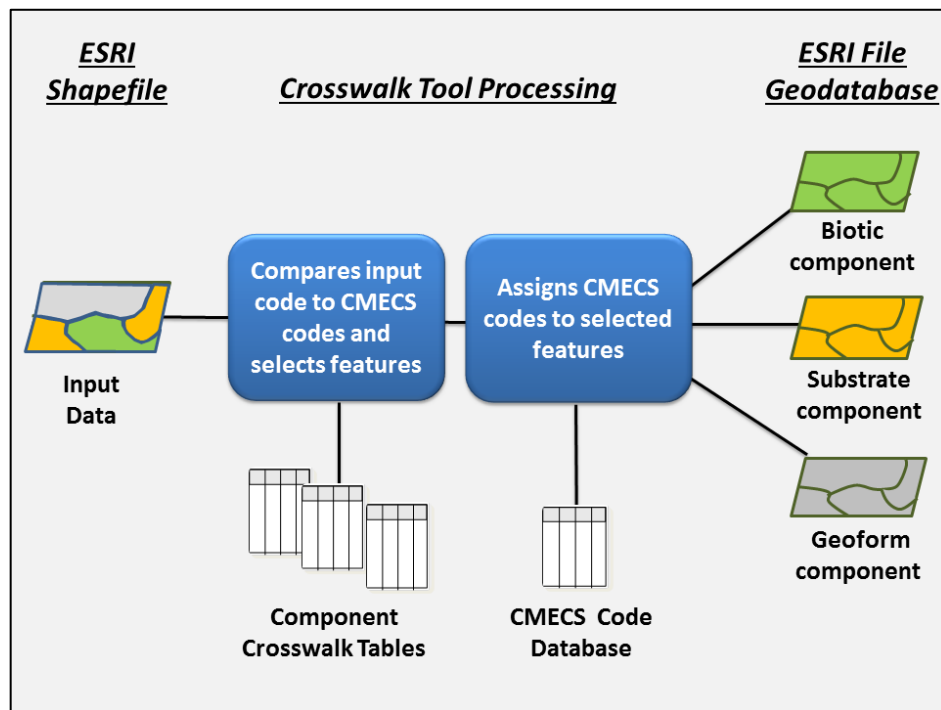 ESRI
Shapefile
Crosswalk Tool Processing
ESRI File
Geodatabase
Input
Data
Compares input
code to CMECS
codes and
selects features
Component
Crosswalk Tables
Assigns CMECS
codes to selected
features
CMECS Code
Database
Biotic
component
Substrate
component
Geoform
component